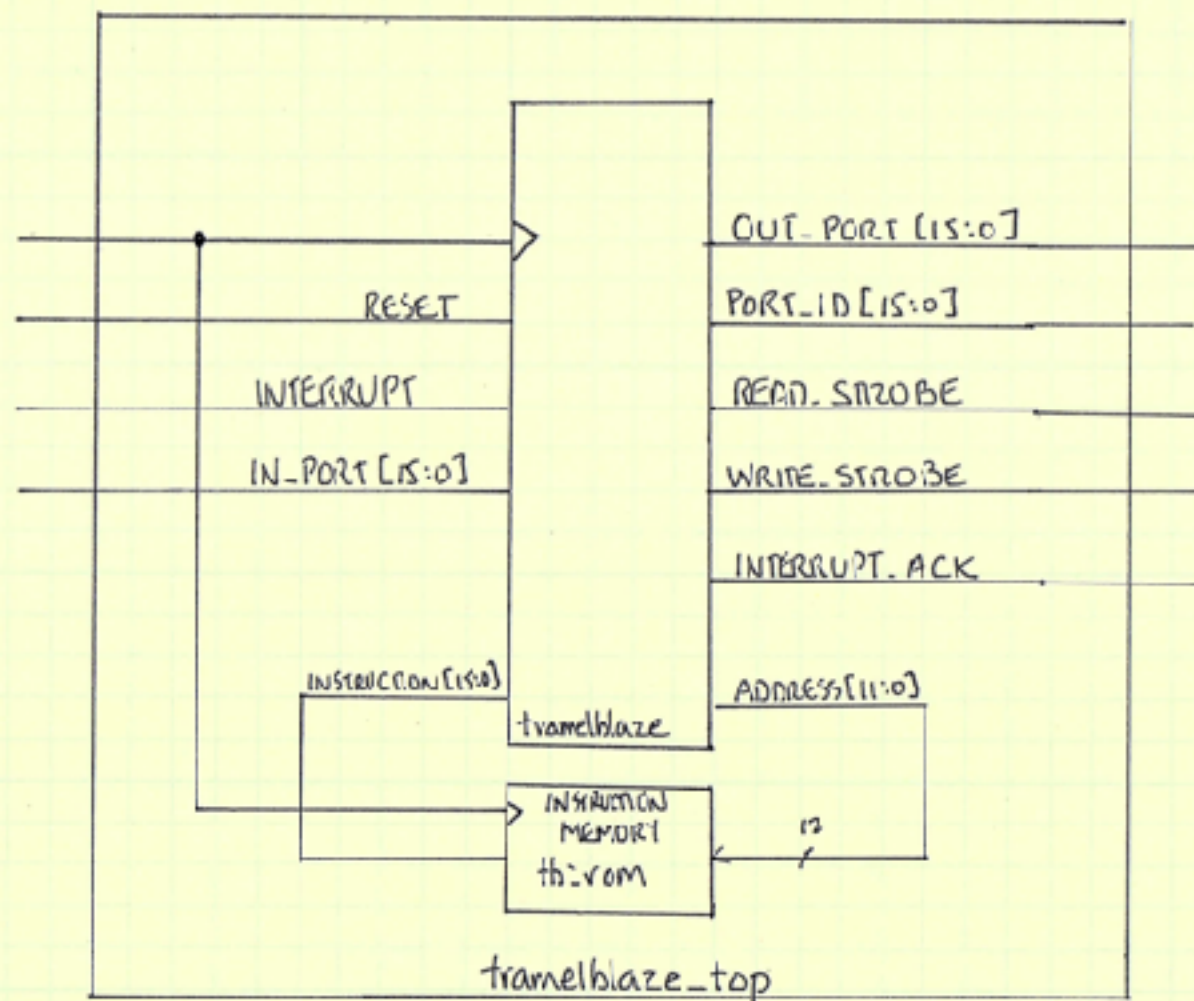 OUT_PORT [15:0]
RESET
PORT_ID [15:0]
INTERRUPT
READ_STROBE
IN_PORT [15:0]
WRITE_STROBE
INTERRUPT_ACK
INSTRUCTION [15:0]
ADDRESS [11:0]
tramelblaze
INSTRUCTION
MEMORY
12
tb_rom
tramelblaze_top